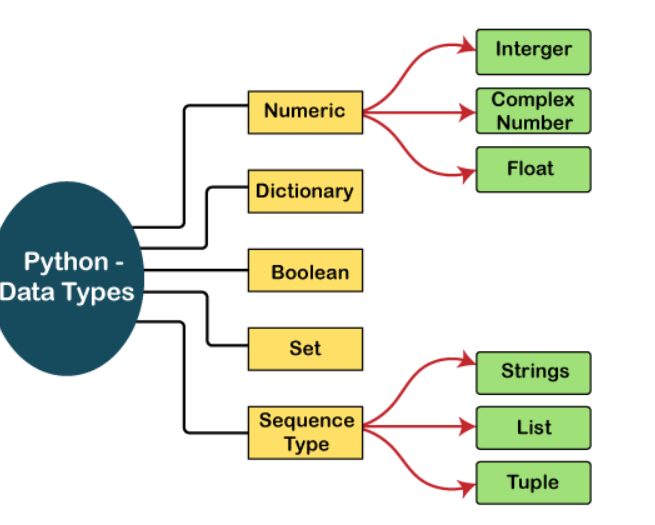 Python -
Data Types
Numeric
Interger
Complex
Number
Float
Dictionary
Boolean
Set
Sequence
Type
Strings
List
Tuple